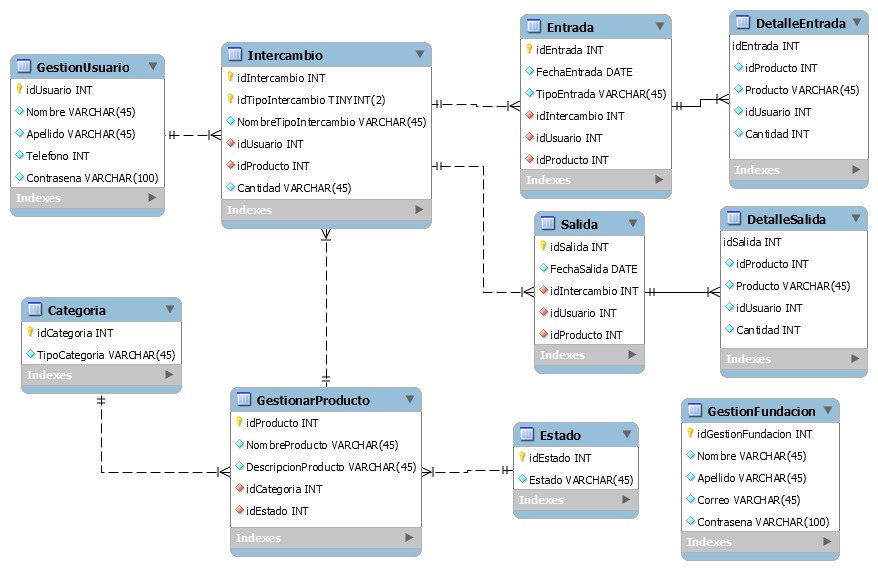 GestionUsuario
idUsuario INT
Nombre VARCHAR(45)
Apellido VARCHAR(45)
Telefono INT
Contrasena VARCHAR(100)
Indexes
Intercambio
idIntercambio INT
idTipoIntercambio TINYINT(2)
NombreTipoIntercambio VARCHAR(45)
idUsuario INT
idProducto INT
Cantidad VARCHAR(45)
Indexes
Entrada
idEntrada INT
FechaEntrada DATE
TipoEntrada VARCHAR(45)
idIntercambio INT
idUsuario INT
idProducto INT
Indexes
DetalleEntrada
idEntrada INT
idProducto INT
Producto VARCHAR(45)
idUsuario INT
Cantidad INT
Indexes
Salida
idSalida INT
FechaSalida DATE
idIntercambio INT
idUsuario INT
idProducto INT
Indexes
DetalleSalida
idSalida INT
idProducto INT
Producto VARCHAR(45)
idUsuario INT
Cantidad INT
Indexes
Categoria
idCategoria INT
TipoCategoria VARCHAR(45)
Indexes
GestionarProducto
idProducto INT
NombreProducto VARCHAR(45)
DescripcionProducto VARCHAR(45)
idCategoria INT
idEstado INT
Indexes
Estado
idEstado INT
Estado VARCHAR(45)
Indexes
GestionFundacion
idGestionFundacion INT
Nombre VARCHAR(45)
Apellido VARCHAR(45)
Correo VARCHAR(45)
Contrasena VARCHAR(100)
Indexes